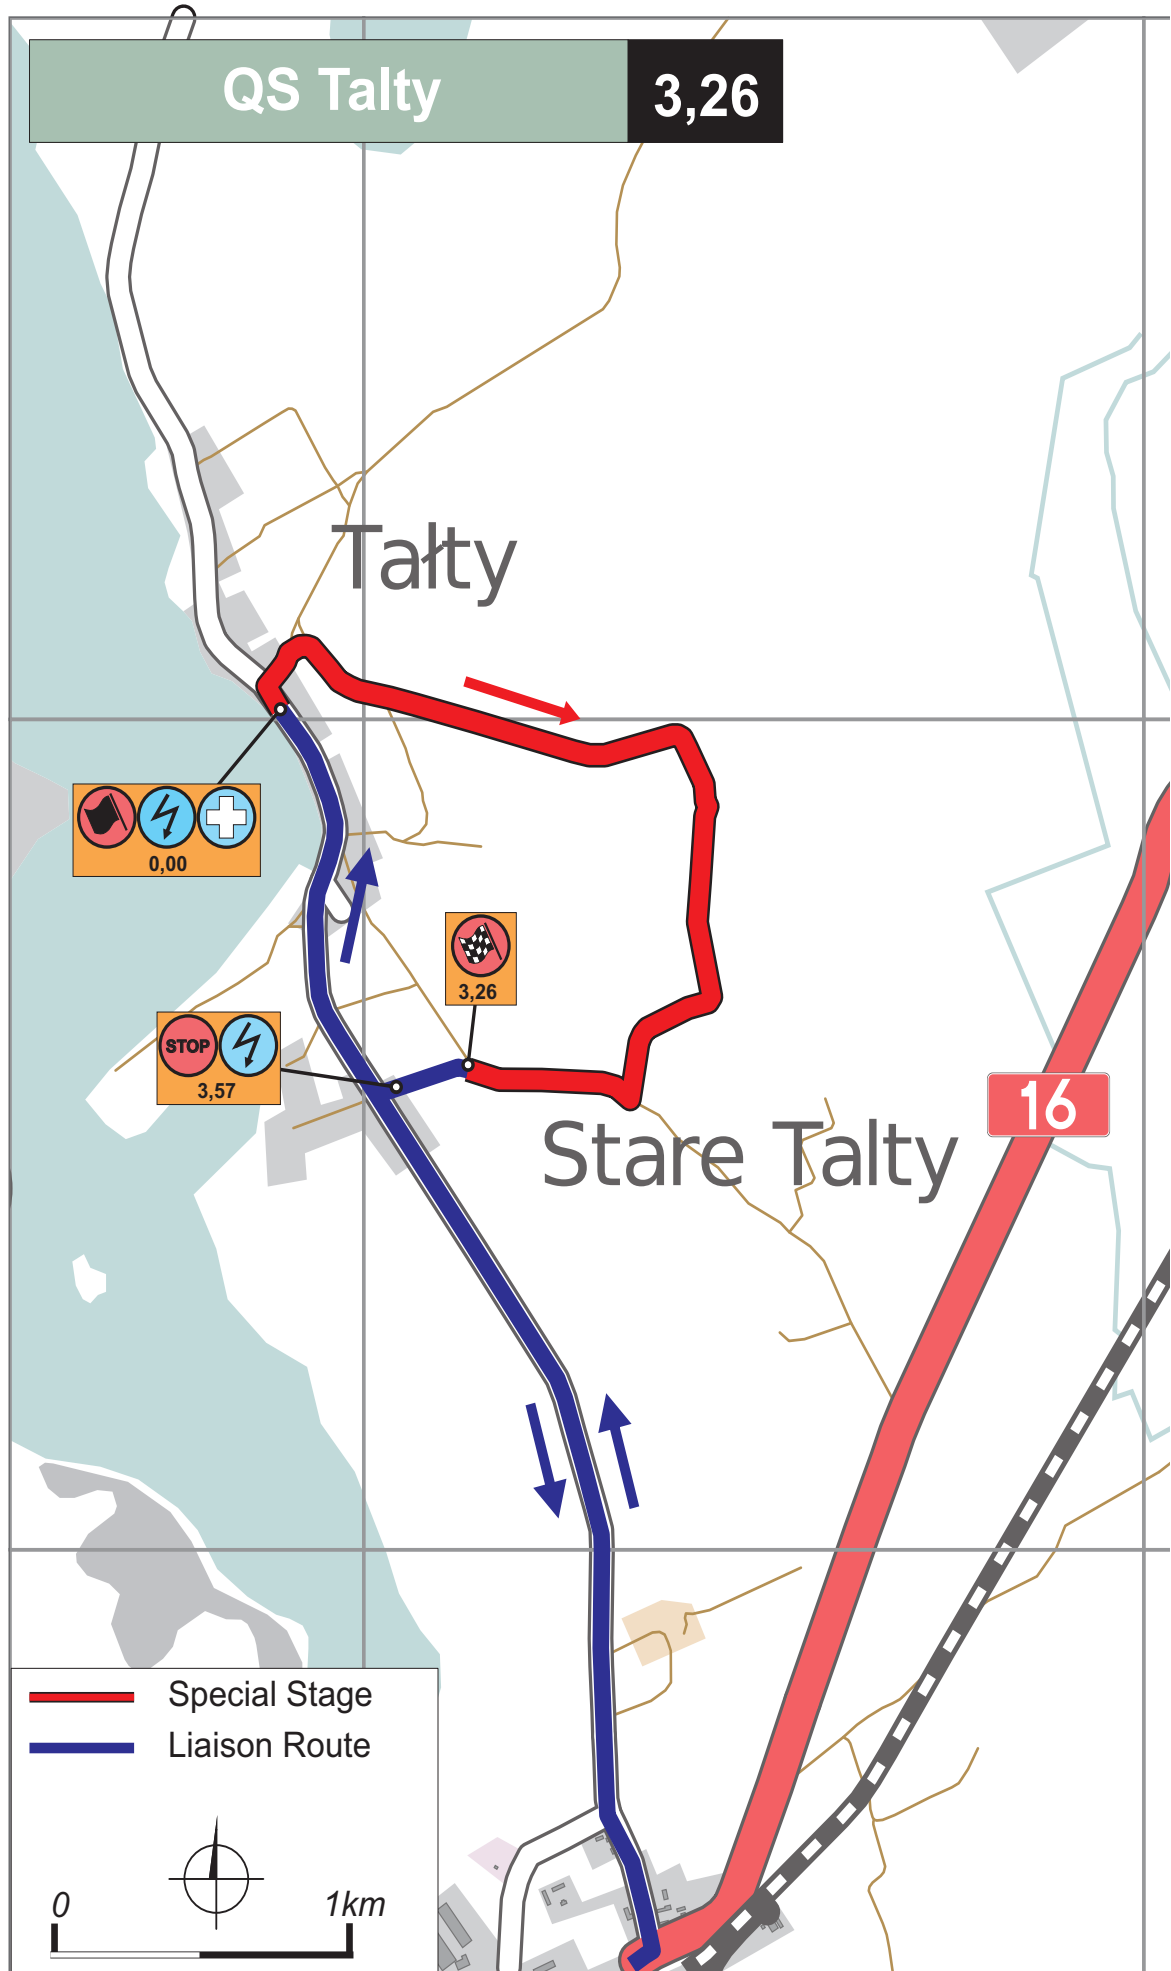 QS Talty 3,26
Tałty
0,00
3,26
STOP
3,57
16
Stare Talty
Special Stage
Liaison Route
0 1km